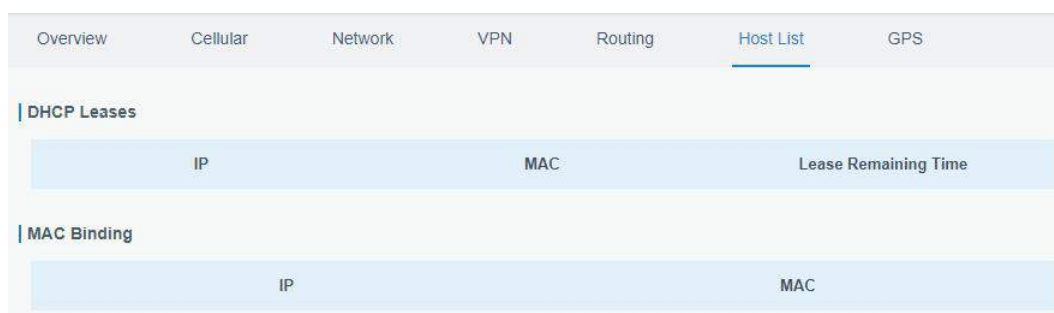 Overview Cellular Network VPN Routing Host List GPS
DHCP Leases
IP MAC Lease Remaining Time
MAC Binding
IP MAC